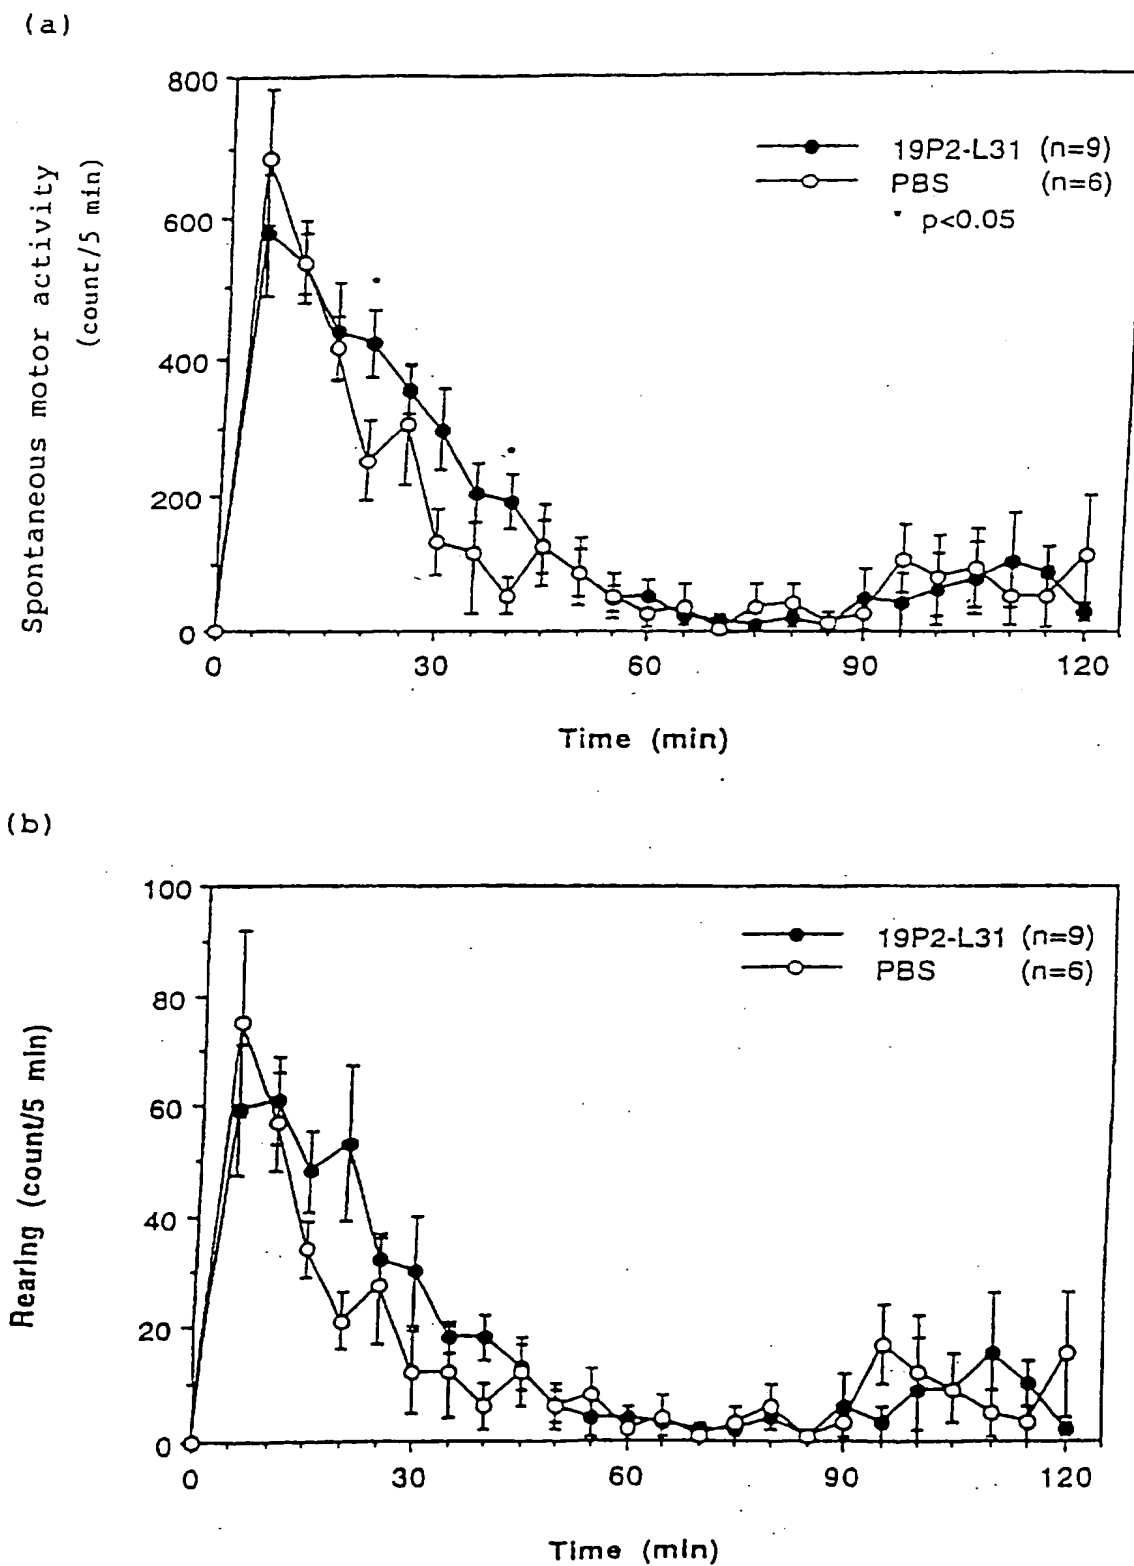 (a)
800
600
400
200
0
Spontaneous motor activity
(count/5 min)
19P2-L31 (n=9)
PBS (n=6)
* p<0.05
0 30 60 90 120
Time (min)
(b)
100
80
60
40
20
0
Rearing (count/5 min)
19P2-L31 (n=9)
PBS (n=6)
0 30 60 90 120
Time (min)